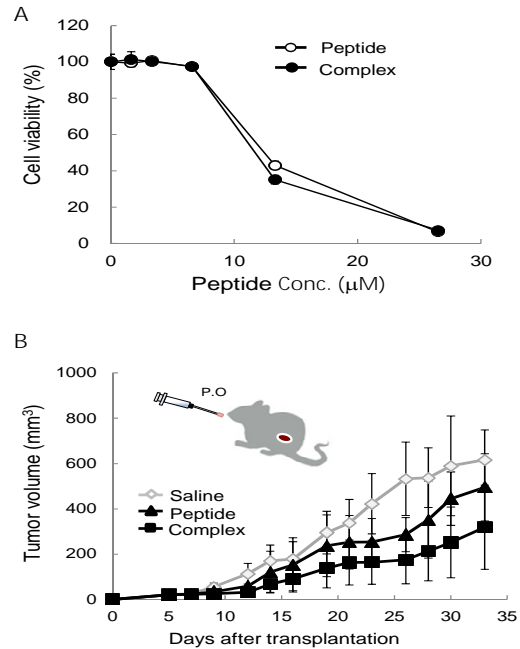 A
120
100
80
60
40
20
0
Cell viability (%)
Peptide
Complex
0 10 20 30
Peptide Conc. (μM)
B
1000
800
600
400
200
0
Tumor volume (mm³)
P.O
Saline
Peptide
Complex
0 5 10 15 20 25 30 35
Days after transplantation